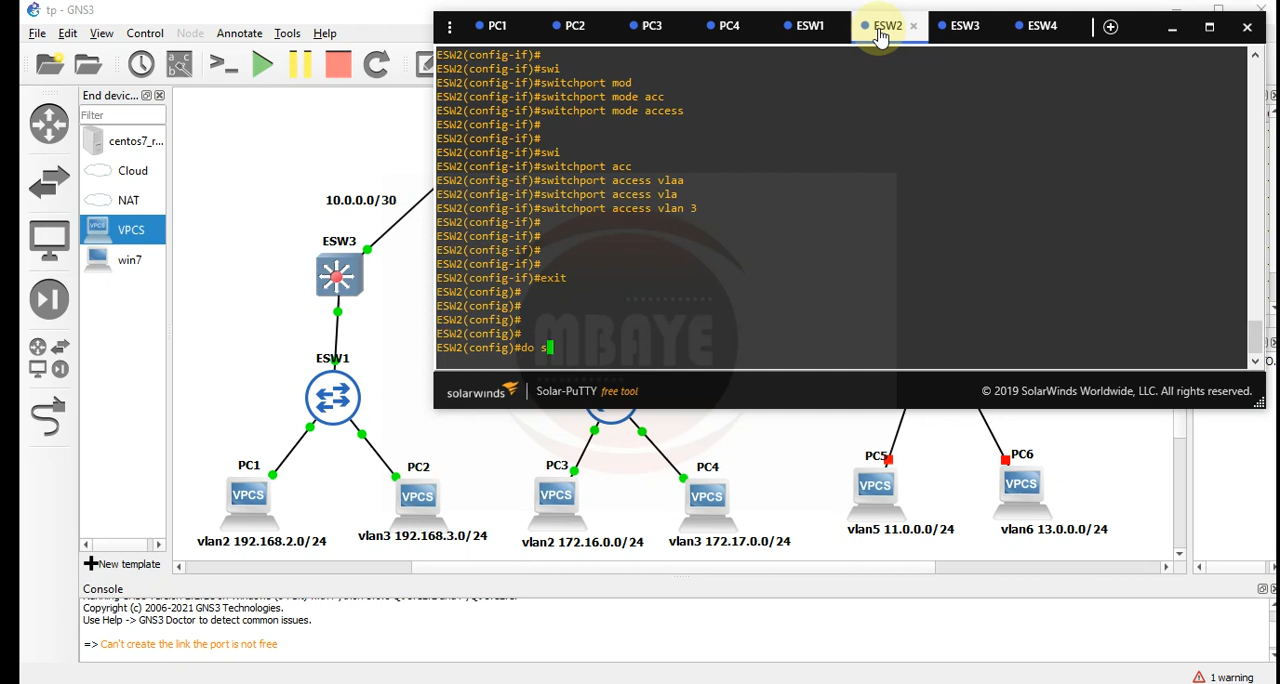 tp - GNS3
File Edit View Control Node Annotate Tools Help
PC1 PC2 PC3 PC4 ESW1 ESW2 ESW3 ESW4
ESW2(config-if)#
ESW2(config-if)#swi
ESW2(config-if)#switchport mod
ESW2(config-if)#switchport mode acc
ESW2(config-if)#switchport mode access
ESW2(config-if)#
ESW2(config-if)#
ESW2(config-if)#swi
ESW2(config-if)#switchport acc
ESW2(config-if)#switchport access vlaa
ESW2(config-if)#switchport access vla
ESW2(config-if)#switchport access vlan 3
ESW2(config-if)#
ESW2(config-if)#
ESW2(config-if)#
ESW2(config-if)#
ESW2(config-if)#exit
ESW2(config)#
ESW2(config)#
ESW2(config)#
ESW2(config)#
ESW2(config)#do s
MBAYE
solarwinds Solar-PuTTY free tool
© 2019 SolarWinds Worldwide, LLC. All rights reserved.
End devic...
Filter
centos7_r...
Cloud
NAT
VPCS
win7
New template
10.0.0.0/30
ESW3
ESW1
PC1
VPCS
vlan2 192.168.2.0/24
PC2
VPCS
vlan3 192.168.3.0/24
PC3
VPCS
vlan2 172.16.0.0/24
PC4
VPCS
vlan3 172.17.0.0/24
PC5
VPCS
vlan5 11.0.0.0/24
PC6
VPCS
vlan6 13.0.0.0/24
Console
Copyright (c) 2006-2021 GNS3 Technologies.
Use Help -> GNS3 Doctor to detect common issues.
=> Can't create the link the port is not free
1 warning